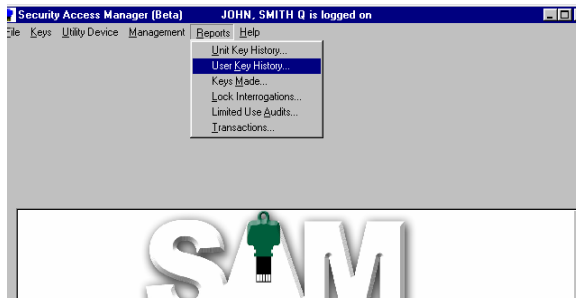 Security Access Manager (Beta) JOHN, SMITH Q is logged on
File Keys Utility Device Management Reports Help
Unit Key History...
User Key History...
Keys Made...
Lock Interrogations...
Limited Use Audits...
Transactions...
SAM